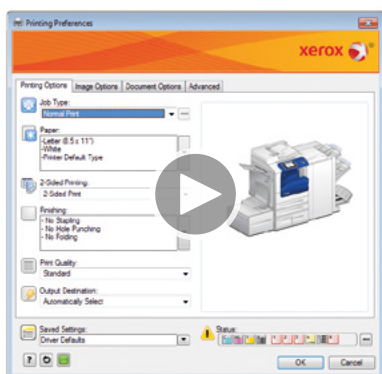 Printing Preferences
xerox
Printing Options Image Options Document Options Advanced
Job Type:
Normal Print
Paper:
-Letter (8.5 x 11")
-White
-Printer Default Type
2-Sided Printing:
2-Sided Print
Finishing:
- No Stapling
- No Hole Punching
- No Folding
Print Quality:
Standard
Output Destination:
Automatically Select
Saved Settings:
Driver Defaults
Status:
OK Cancel